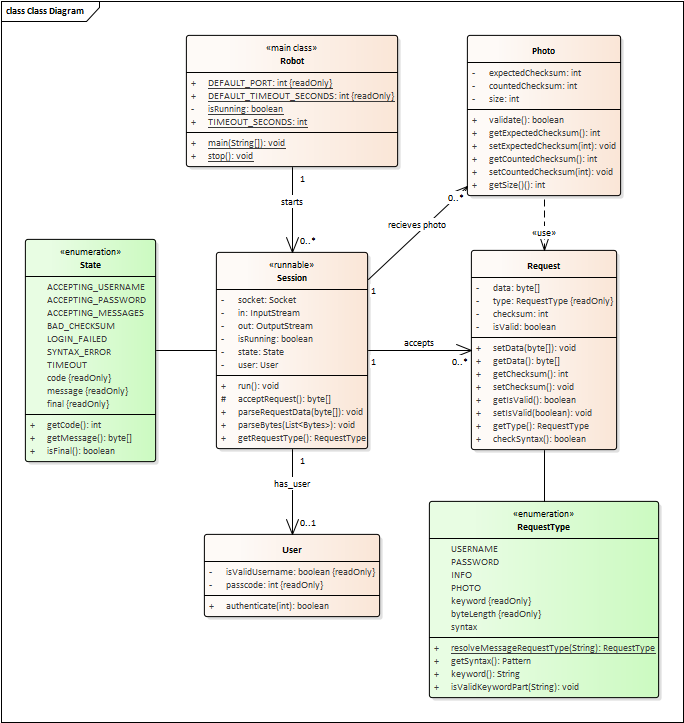 class Class Diagram
«main class»
Robot
+ DEFAULT_PORT: int {readOnly}
+ DEFAULT_TIMEOUT_SECONDS: int {readOnly}
- isRunning: boolean
+ TIMEOUT_SECONDS: int
+ main(String[]): void
+ stop(): void
Photo
- expectedChecksum: int
- countedChecksum: int
- size: int
+ validate(): boolean
+ getExpectedChecksum(): int
+ setExpectedChecksum(int): void
+ getCountedChecksum(): int
+ setCountedChecksum(int): void
+ getSize()(): int
1
starts
0..*
0..*
recieves photo
1
«use»
«enumeration»
State
ACCEPTING_USERNAME
ACCEPTING_PASSWORD
ACCEPTING_MESSAGES
BAD_CHECKSUM
LOGIN_FAILED
SYNTAX_ERROR
TIMEOUT
code {readOnly}
message {readOnly}
final {readOnly}
+ getCode(): int
+ getMessage(): byte[]
+ isFinal(): boolean
«runnable»
Session
- socket: Socket
- in: InputStream
- out: OutputStream
- isRunning: boolean
- state: State
- user: User
+ run(): void
# acceptRequest(): byte[]
+ parseRequestData(byte[]): void
+ parseBytes(List<Bytes>): void
+ getRequestType(): RequestType
accepts
1
0..*
Request
- data: byte[]
- type: RequestType {readOnly}
- checksum: int
- isValid: boolean
+ setData(byte[]): void
+ getData(): byte[]
+ getChecksum(): int
+ setChecksum(): void
+ getIsValid(): boolean
+ setIsValid(boolean): void
+ getType(): RequestType
+ checkSyntax(): boolean
1
has_user
0..1
User
- isValidUsername: boolean {readOnly}
- passcode: int {readOnly}
+ authenticate(int): boolean
«enumeration»
RequestType
USERNAME
PASSWORD
INFO
PHOTO
keyword {readOnly}
byteLength {readOnly}
syntax
+ resolveMessageRequestType(String): RequestType
+ getSyntax(): Pattern
+ keyword(): String
+ isValidKeywordPart(String): void